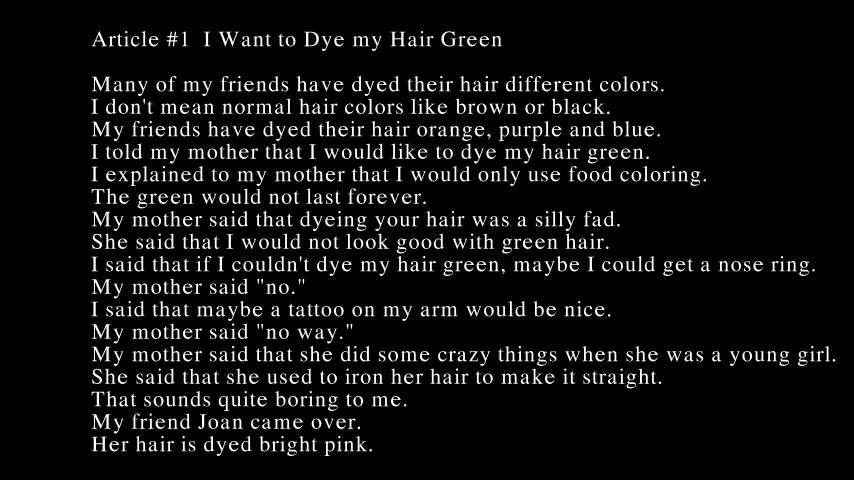 Article #1  I Want to Dye my Hair Green
Many of my friends have dyed their hair different colors.
I don't mean normal hair colors like brown or black.
My friends have dyed their hair orange, purple and blue.
I told my mother that I would like to dye my hair green.
I explained to my mother that I would only use food coloring.
The green would not last forever.
My mother said that dyeing your hair was a silly fad.
She said that I would not look good with green hair.
I said that if I couldn't dye my hair green, maybe I could get a nose ring.
My mother said "no."
I said that maybe a tattoo on my arm would be nice.
My mother said "no way."
My mother said that she did some crazy things when she was a young girl.
She said that she used to iron her hair to make it straight.
That sounds quite boring to me.
My friend Joan came over.
Her hair is dyed bright pink.